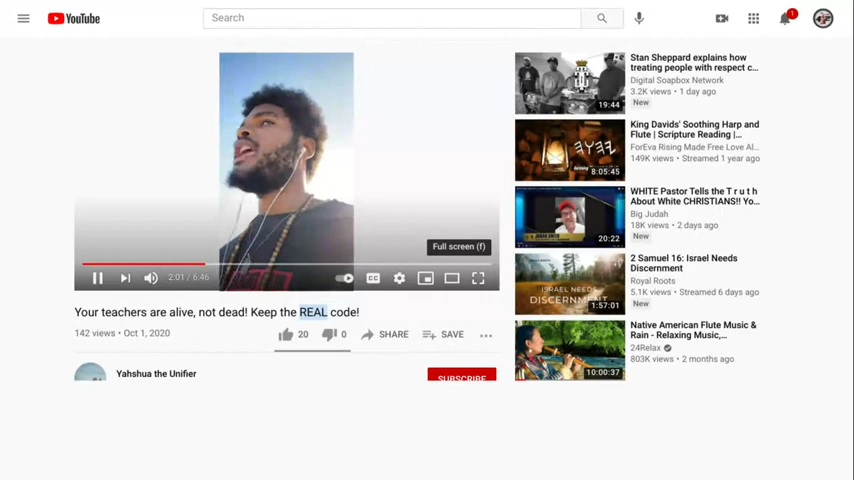 YouTube
Search
1
Full screen (f)
2:01 / 6:46
CC
Your teachers are alive, not dead! Keep the REAL code!
142 views • Oct 1, 2020
20
0
SHARE
SAVE
Yahshua the Unifier
SUBSCRIBE
19:44
Stan Sheppard explains how
treating people with respect c...
Digital Soapbox Network
3.2K views • 1 day ago
New
8:05:45
King Davids' Soothing Harp and
Flute | Scripture Reading |...
ForEva Rising Made Free Love Al...
149K views • Streamed 1 year ago
20:22
WHITE Pastor Tells the T r u t h
About White CHRISTIANS!! Yo...
Big Judah
18K views • 2 days ago
New
ISRAEL NEEDS
DISCERNMENT
1:57:01
2 Samuel 16: Israel Needs
Discernment
Royal Roots
5.1K views • Streamed 6 days ago
New
10:00:37
Native American Flute Music &
Rain - Relaxing Music,...
24Relax
803K views • 2 months ago